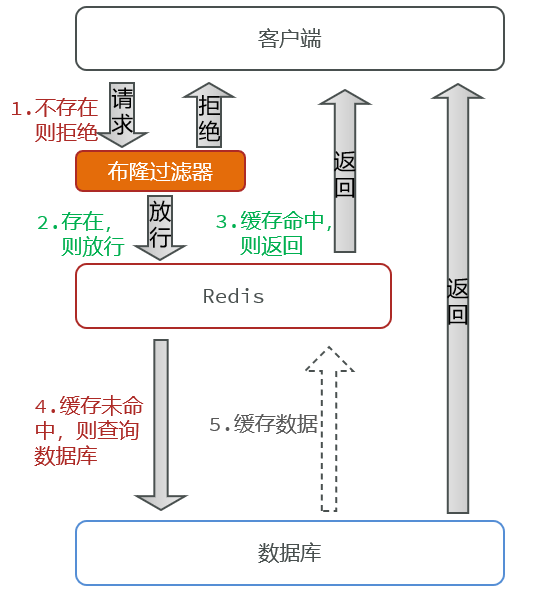 客户端
请求
拒绝
1.不存在
则拒绝
布隆过滤器
放行
2.存在，
则放行
3.缓存命中，
则返回
返回
Redis
返回
4.缓存未命
中，则查询
数据库
5.缓存数据
数据库